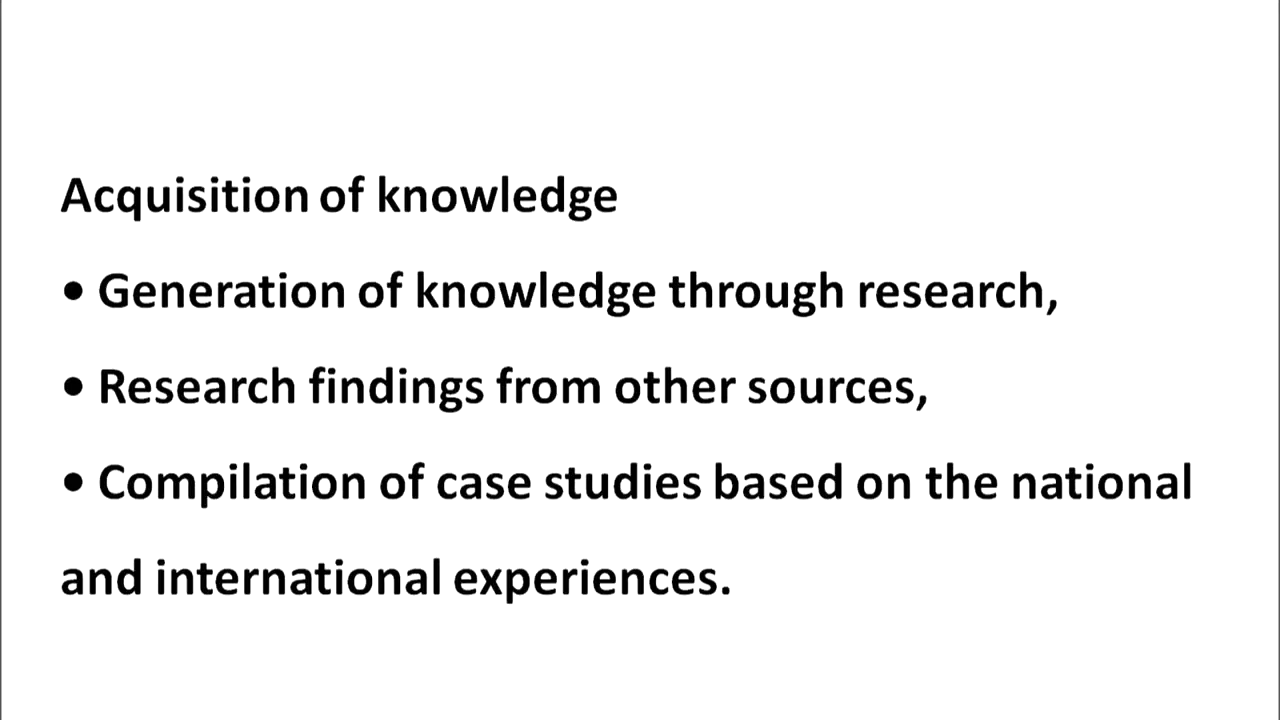 Acquisition of knowledge
• Generation of knowledge through research,
• Research findings from other sources,
• Compilation of case studies based on the national
and international experiences.